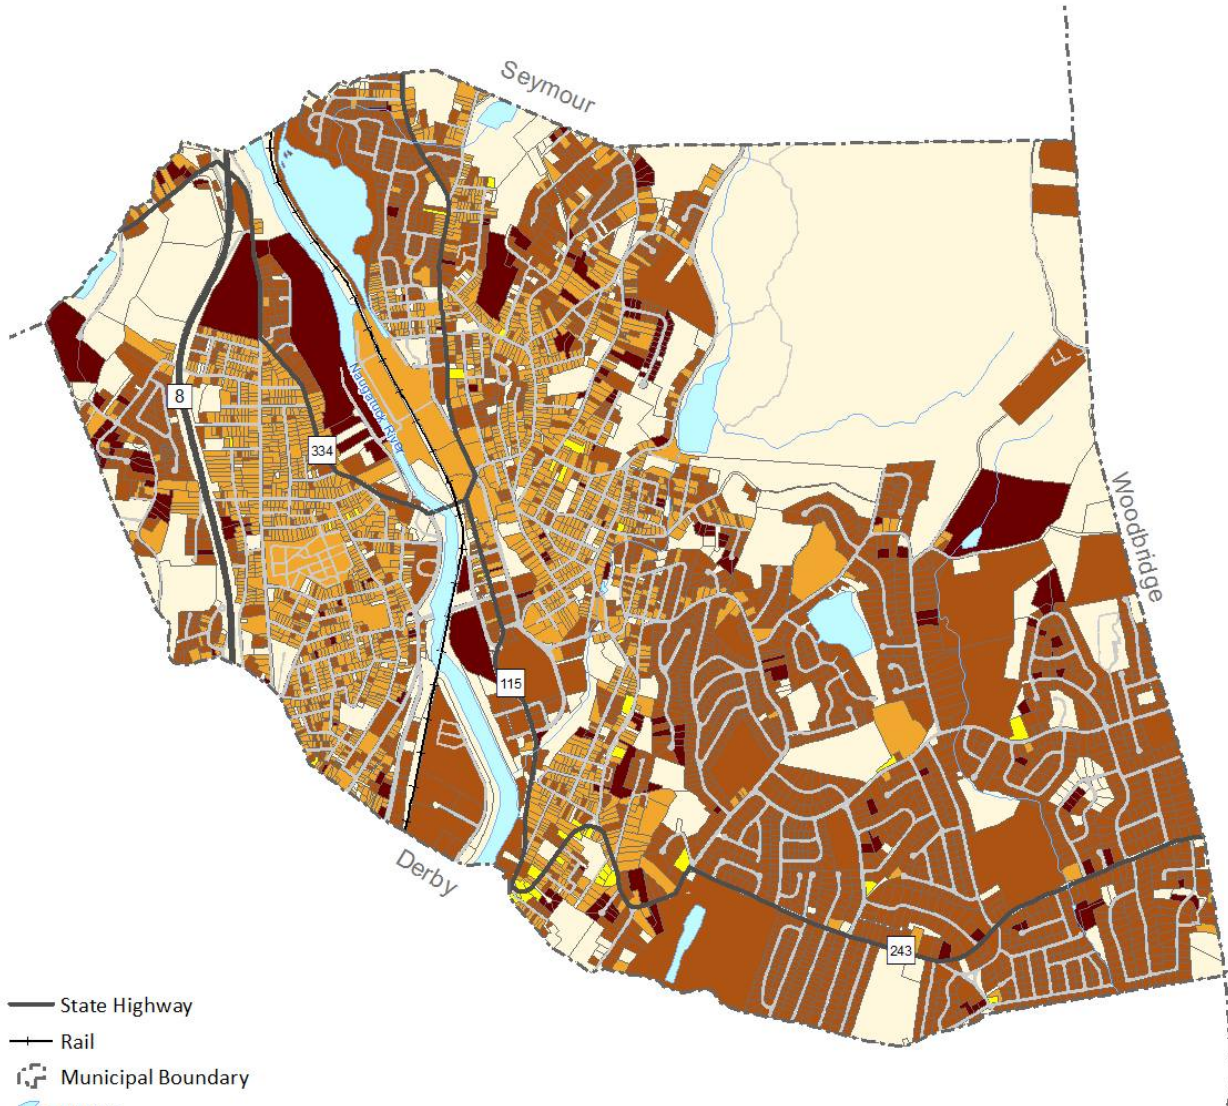 Seymour
8
Naugatuck River
334
Woodbridge
115
Derby
243
State Highway
Rail
Municipal Boundary